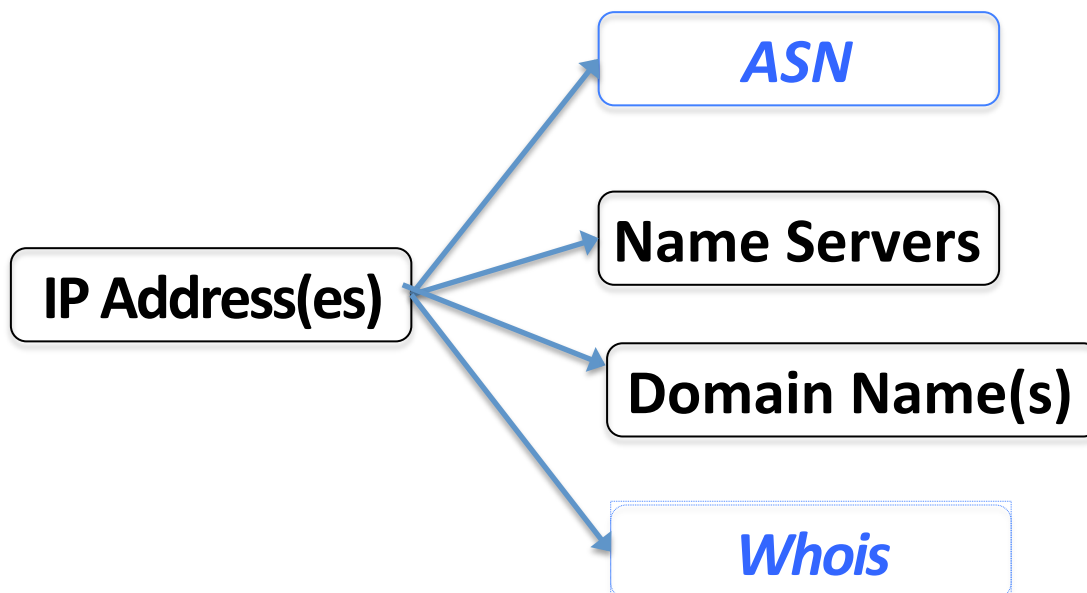 ASN
Name Servers
IP Address(es)
Domain Name(s)
Whois